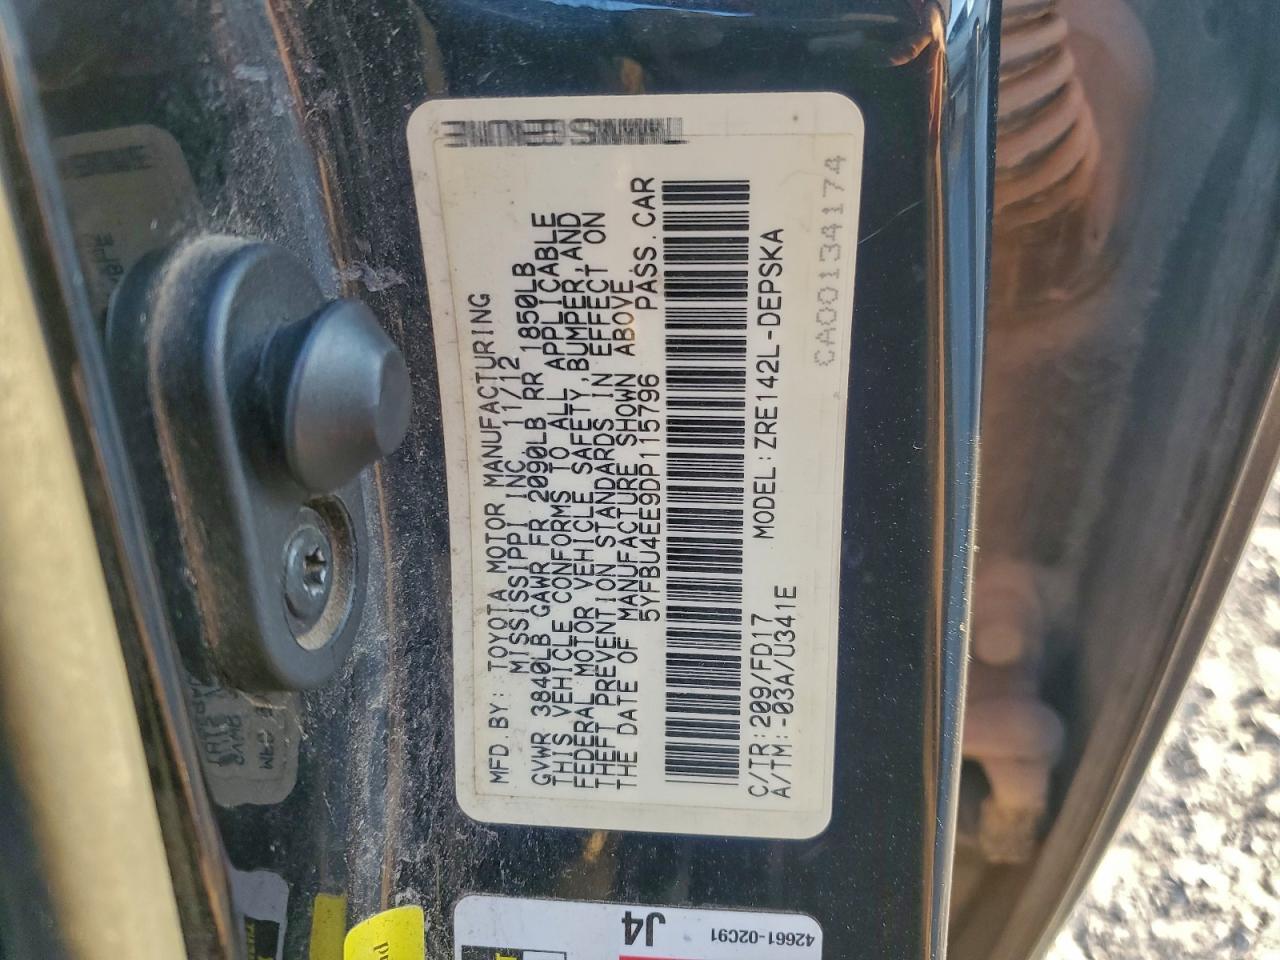 MFD BY: TOYOTA MOTOR MANUFACTURING
MISSISSIPPI INC. 11/12
GVWR 3840LB GAWR FR 2090LB RR 1850LB
THIS VEHICLE CONFORMS TO ALL APPLICABLE
FEDERAL MOTOR VEHICLE SAFETY, BUMPER, AND
THEFT PREVENTION STANDARDS IN EFFECT ON
THE DATE OF MANUFACTURE SHOWN ABOVE.
5YFBU4EE9DP115796 PASS. CAR
MODEL: ZRE142L-DEPSKA
C/TR: 209/FD17
A/TM: -03A/U341E
CA00134174
J4
42661-02C91